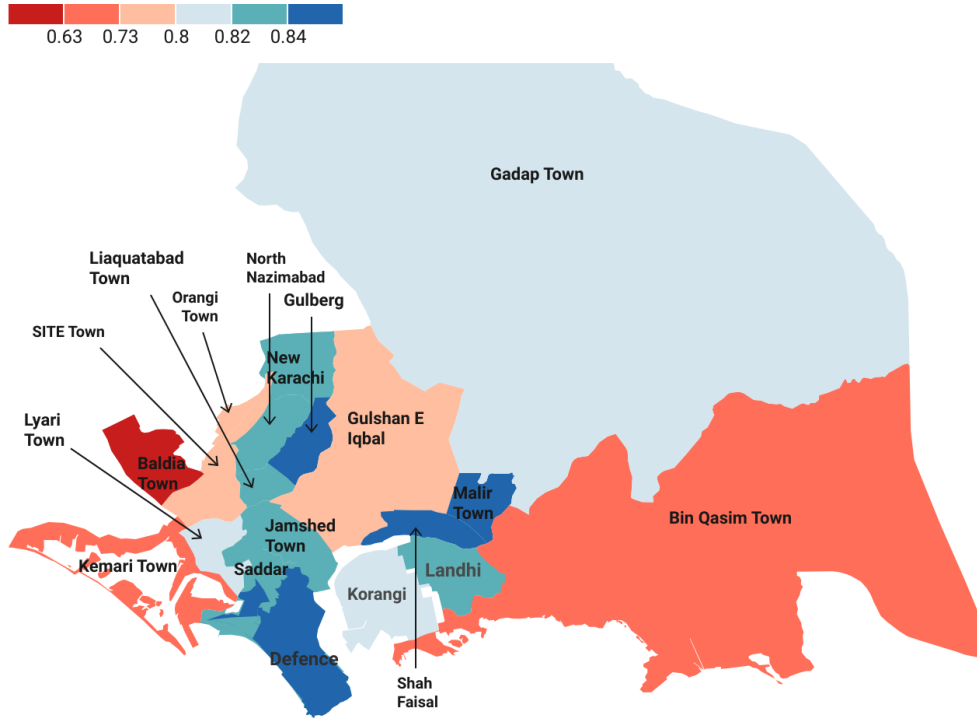 0.63 0.73 0.8 0.82 0.84
Gadap Town
Liaquatabad
Town
North
Nazimabad
Orangi
Town
Gulberg
SITE Town
New
Karachi
Lyari
Town
Gulshan E
Iqbal
Baldia
Town
Malir
Town
Bin Qasim Town
Jamshed
Town
Kemari Town
Saddar
Landhi
Korangi
Defence
Shah
Faisal